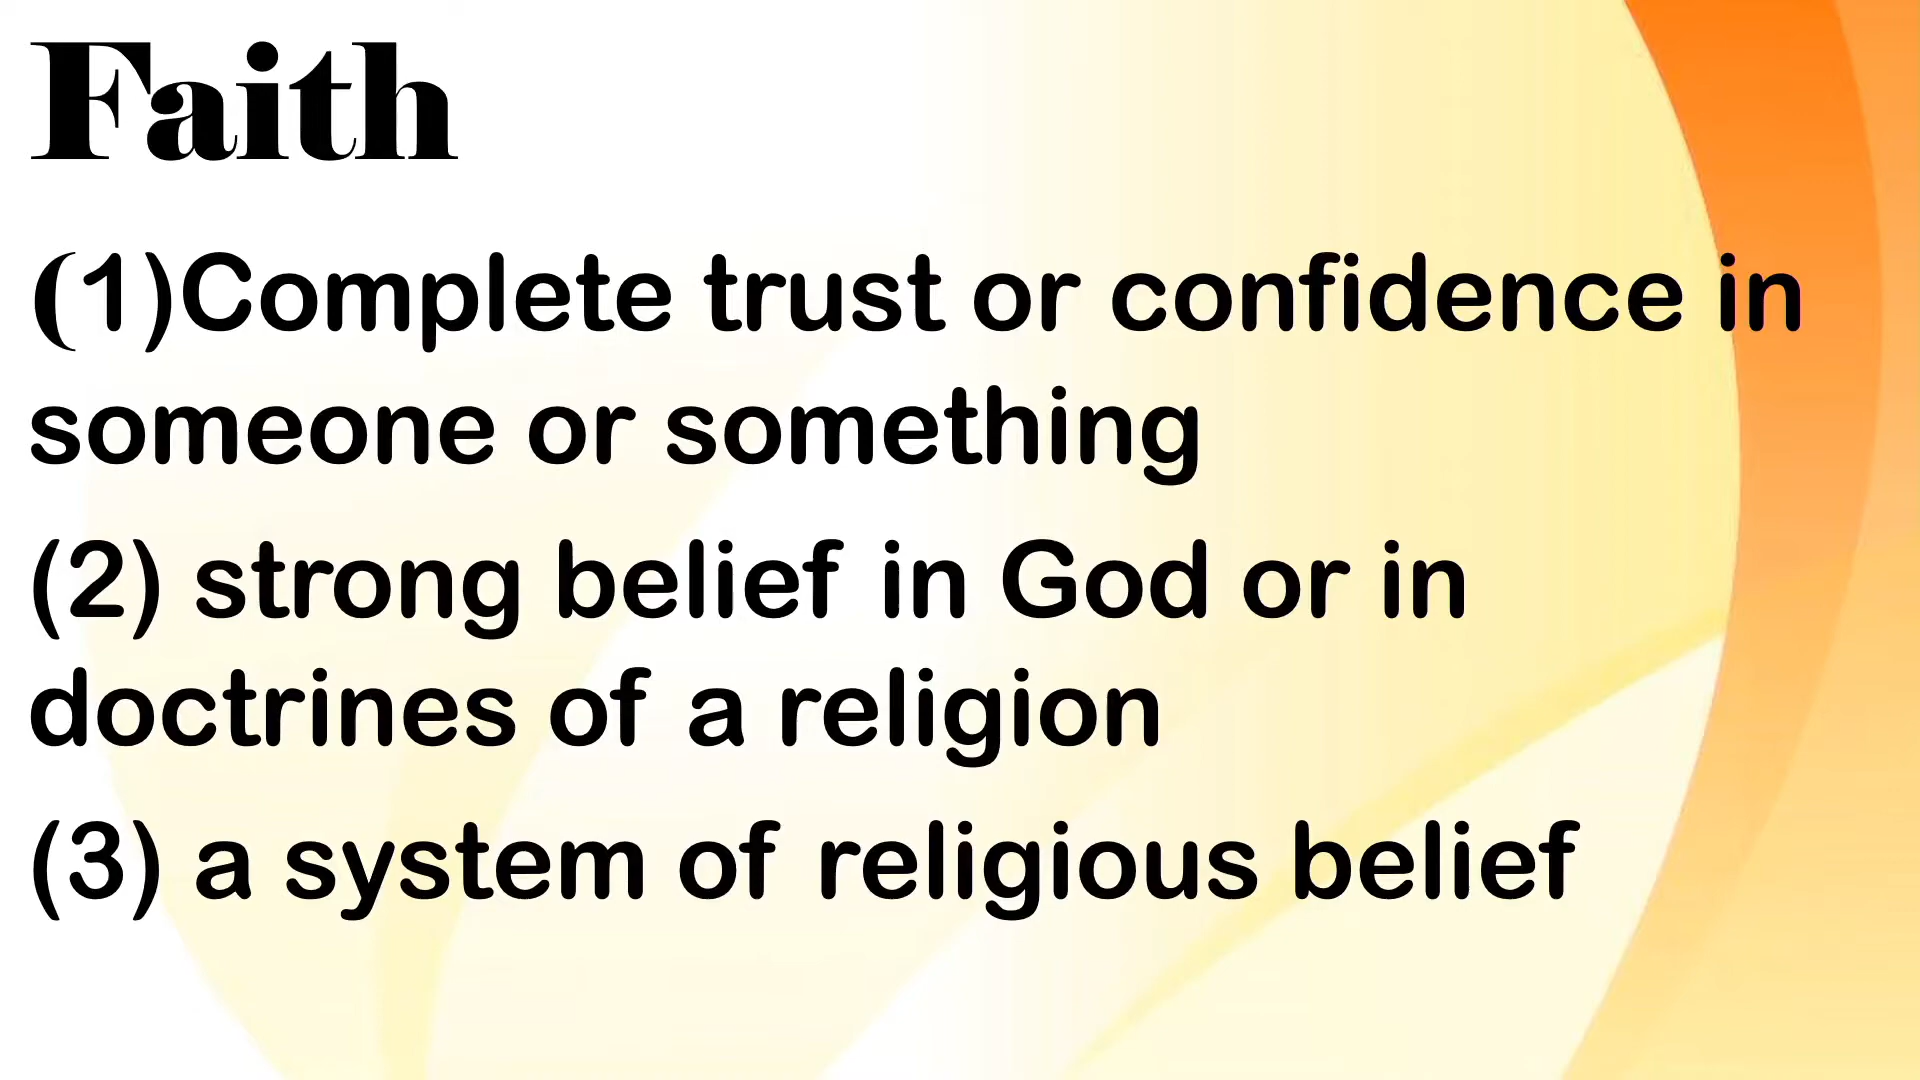 Faith
(1)Complete trust or confidence in
someone or something
(2) strong belief in God or in
doctrines of a religion
(3) a system of religious belief